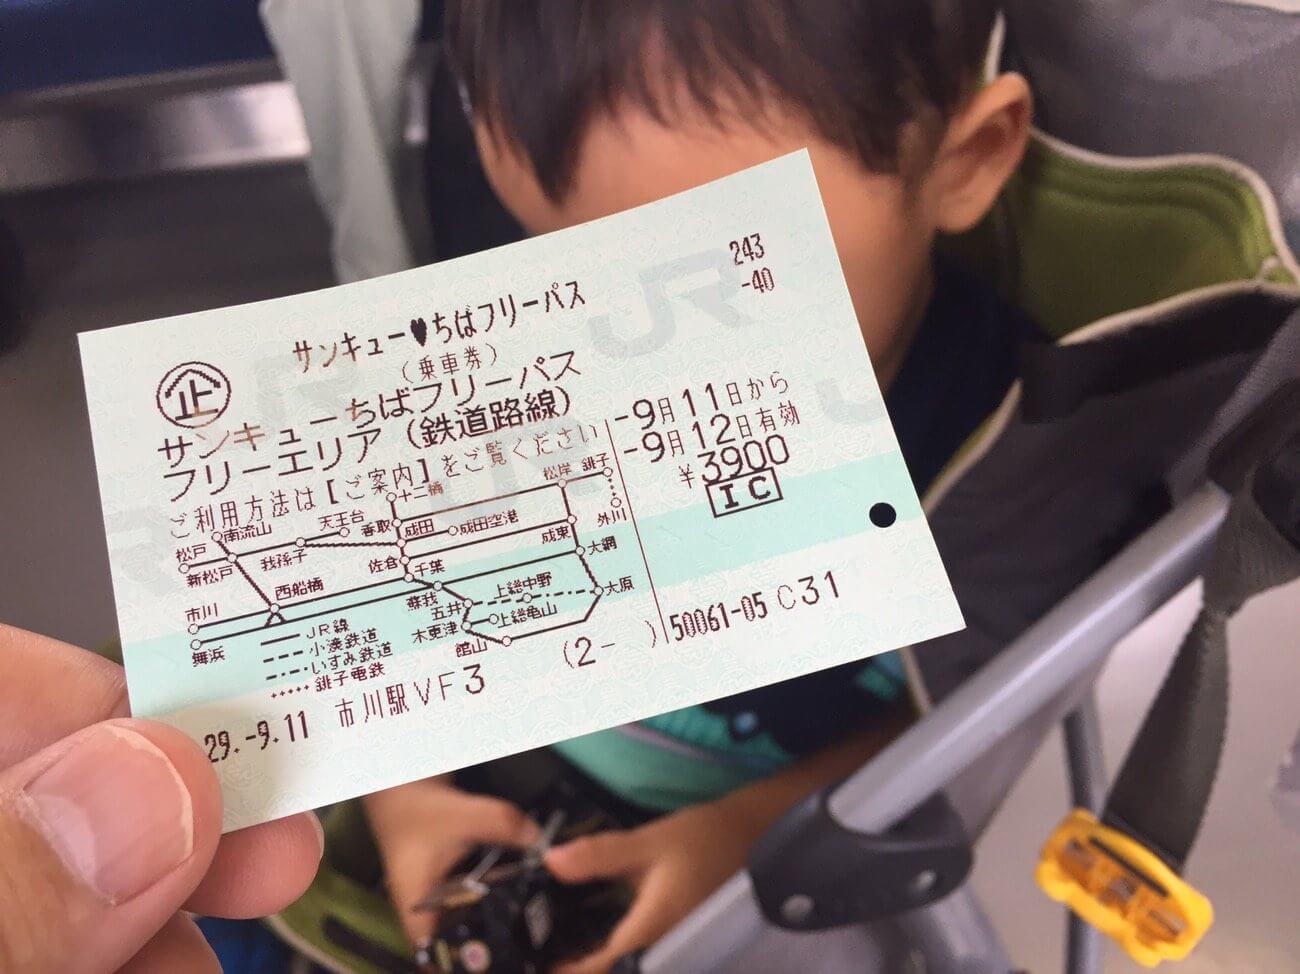 243
-40
サンキュー♥ちばフリーパス
(乗車券)
企
サンキューちばフリーパス
フリーエリア(鉄道路線)
ご利用方法は【ご案内】をご覧ください
-9月11日から
-9月12日有効
¥3900
IC
十二橋
松岸
銚子
外川
松戸
南流山
天王台
香取
成田
成田空港
成東
新松戸
我孫子
佐倉
千葉
大網
市川
西船橋
蘇我
五井
上総中野
大原
舞浜
木更津
上総亀山
館山
JR線
小湊鉄道
いすみ鉄道
銚子電鉄
(2- )
50061-05 C31
29.-9.11 市川駅VF3
JR